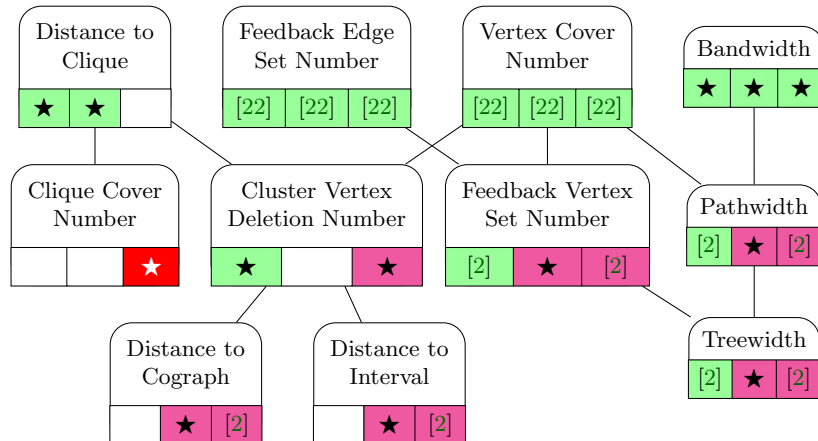 Distance to
Clique
★ ★
Feedback Edge
Set Number
[22] [22] [22]
Vertex Cover
Number
[22] [22] [22]
Bandwidth
★ ★ ★
Clique Cover
Number
★
Cluster Vertex
Deletion Number
★ ★
Feedback Vertex
Set Number
[2] ★ [2]
Pathwidth
[2] ★ [2]
Distance to
Cograph
★ [2]
Distance to
Interval
★ [2]
Treewidth
[2] ★ [2]